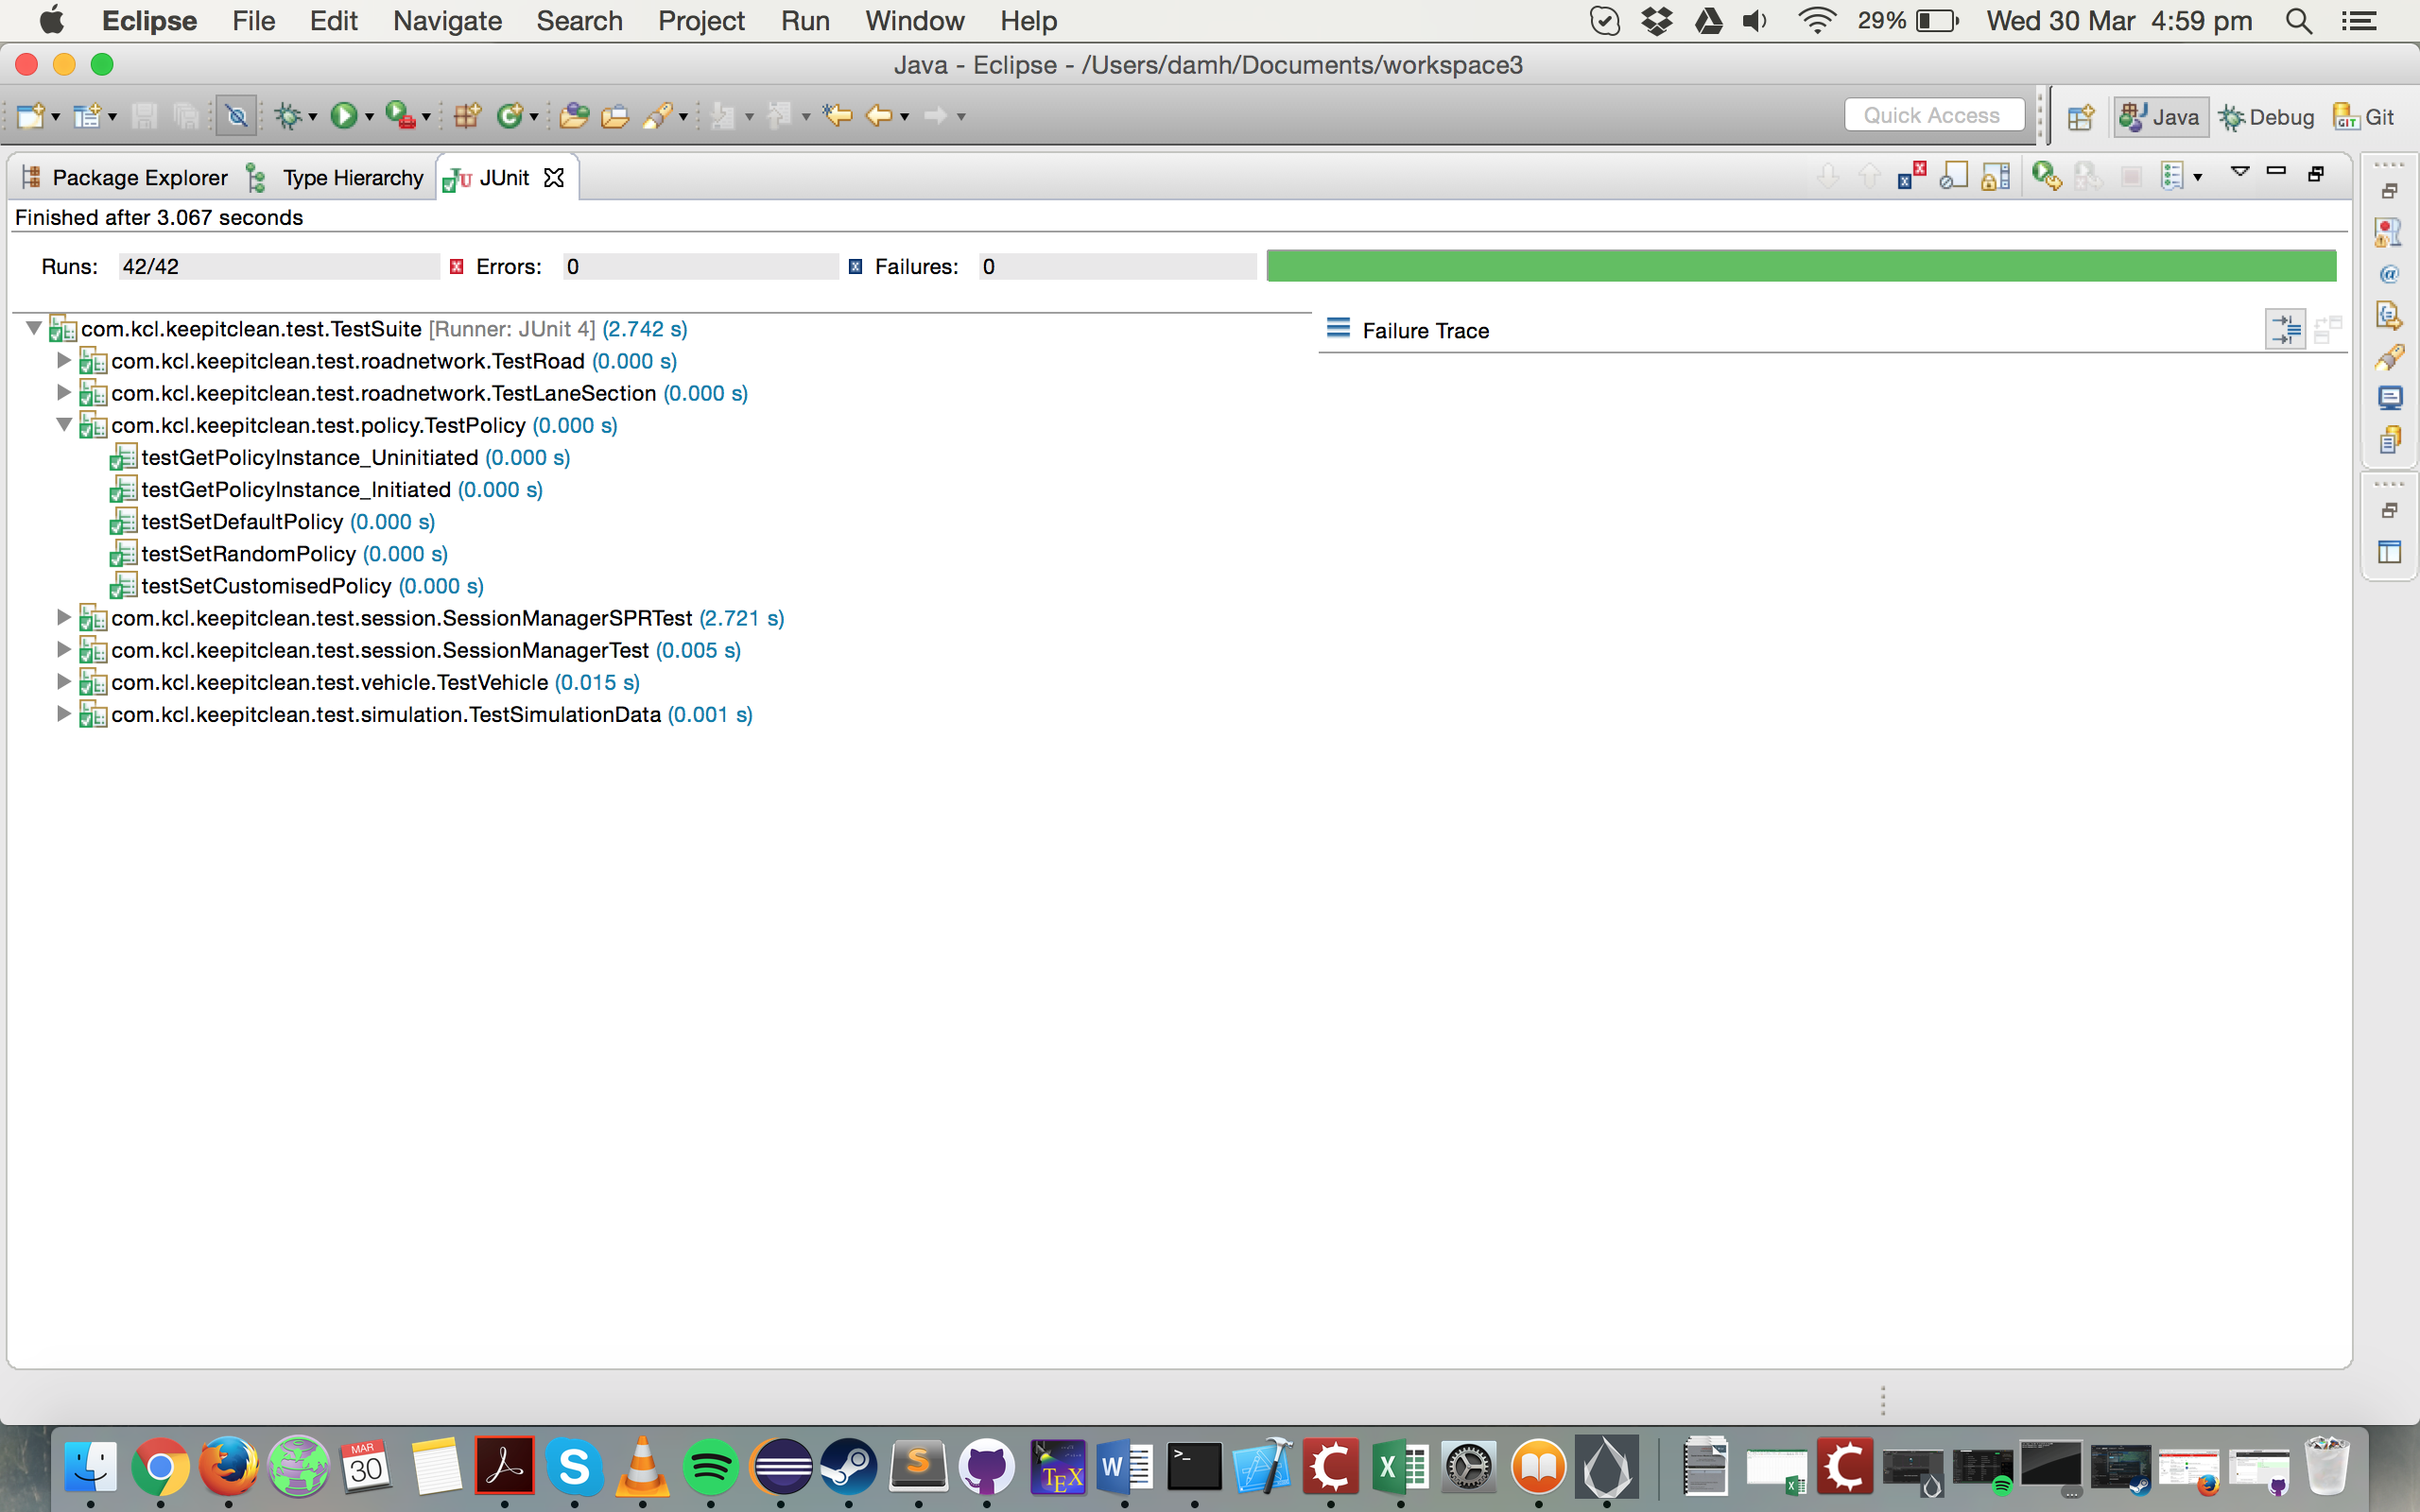 Eclipse File Edit Navigate Search Project Run Window Help 29% Wed 30 Mar 4:59 pm
Java - Eclipse - /Users/damh/Documents/workspace3
Quick Access Java Debug GIT Git
Package Explorer Type Hierarchy JU JUnit
Finished after 3.067 seconds
Runs: 42/42 Errors: 0 Failures: 0
com.kcl.keepitclean.test.TestSuite [Runner: JUnit 4] (2.742 s)
Failure Trace
com.kcl.keepitclean.test.roadnetwork.TestRoad (0.000 s)
com.kcl.keepitclean.test.roadnetwork.TestLaneSection (0.000 s)
com.kcl.keepitclean.test.policy.TestPolicy (0.000 s)
testGetPolicyInstance_Uninitiated (0.000 s)
testGetPolicyInstance_Initiated (0.000 s)
testSetDefaultPolicy (0.000 s)
testSetRandomPolicy (0.000 s)
testSetCustomisedPolicy (0.000 s)
com.kcl.keepitclean.test.session.SessionManagerSPRTest (2.721 s)
com.kcl.keepitclean.test.session.SessionManagerTest (0.005 s)
com.kcl.keepitclean.test.vehicle.TestVehicle (0.015 s)
com.kcl.keepitclean.test.simulation.TestSimulationData (0.001 s)
MAR
30
TEX